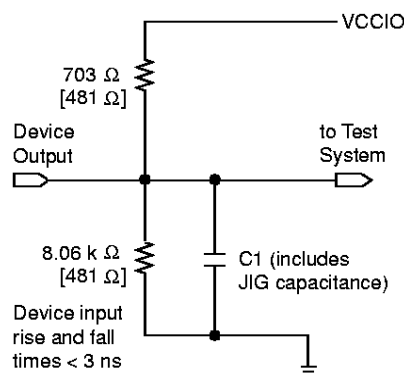 VCCIO
703 Ω
[481 Ω]
Device
Output
to Test
System
8.06 k Ω
[481 Ω]
C1 (includes
JIG capacitance)
Device input
rise and fall
times < 3 ns